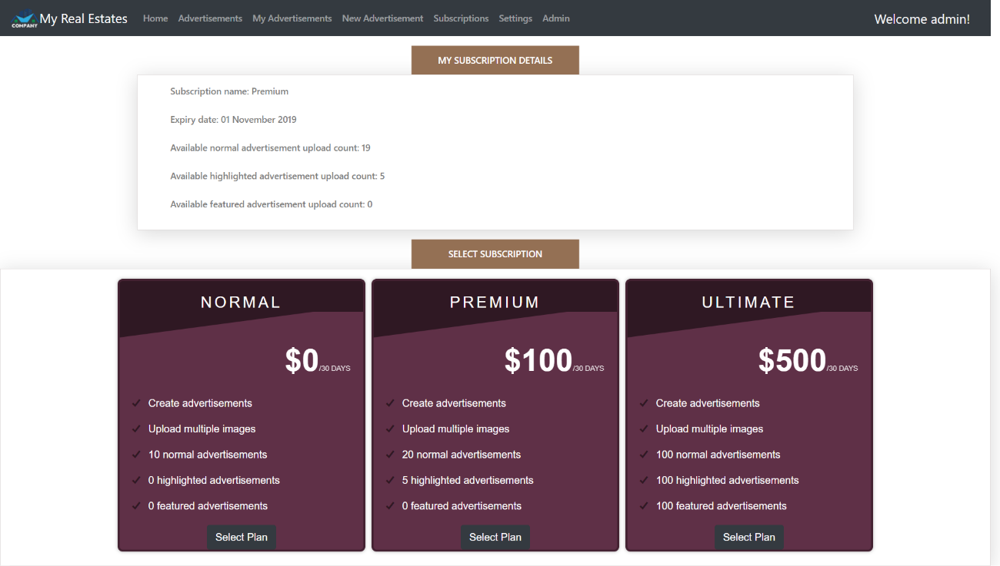 COMPANY My Real Estates Home Advertisements My Advertisements New Advertisement Subscriptions Settings Admin Welcome admin!
MY SUBSCRIPTION DETAILS
Subscription name: Premium
Expiry date: 01 November 2019
Available normal advertisement upload count: 19
Available highlighted advertisement upload count: 5
Available featured advertisement upload count: 0
SELECT SUBSCRIPTION
NORMAL
$0/30 DAYS
Create advertisements
Upload multiple images
10 normal advertisements
0 highlighted advertisements
0 featured advertisements
Select Plan
PREMIUM
$100/30 DAYS
Create advertisements
Upload multiple images
20 normal advertisements
5 highlighted advertisements
0 featured advertisements
Select Plan
ULTIMATE
$500/30 DAYS
Create advertisements
Upload multiple images
100 normal advertisements
100 highlighted advertisements
100 featured advertisements
Select Plan